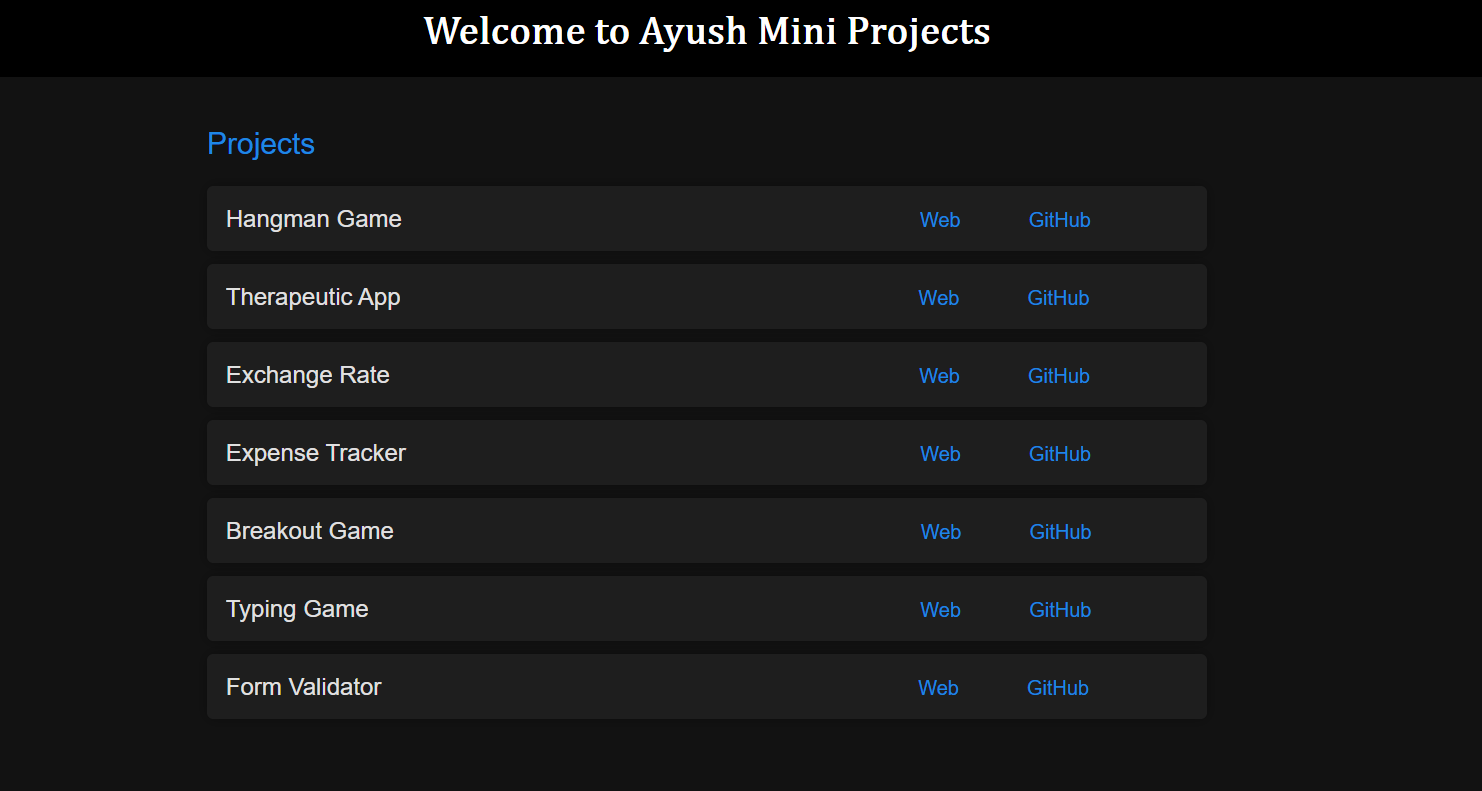 Welcome to Ayush Mini Projects
Projects
Hangman Game Web GitHub
Therapeutic App Web GitHub
Exchange Rate Web GitHub
Expense Tracker Web GitHub
Breakout Game Web GitHub
Typing Game Web GitHub
Form Validator Web GitHub